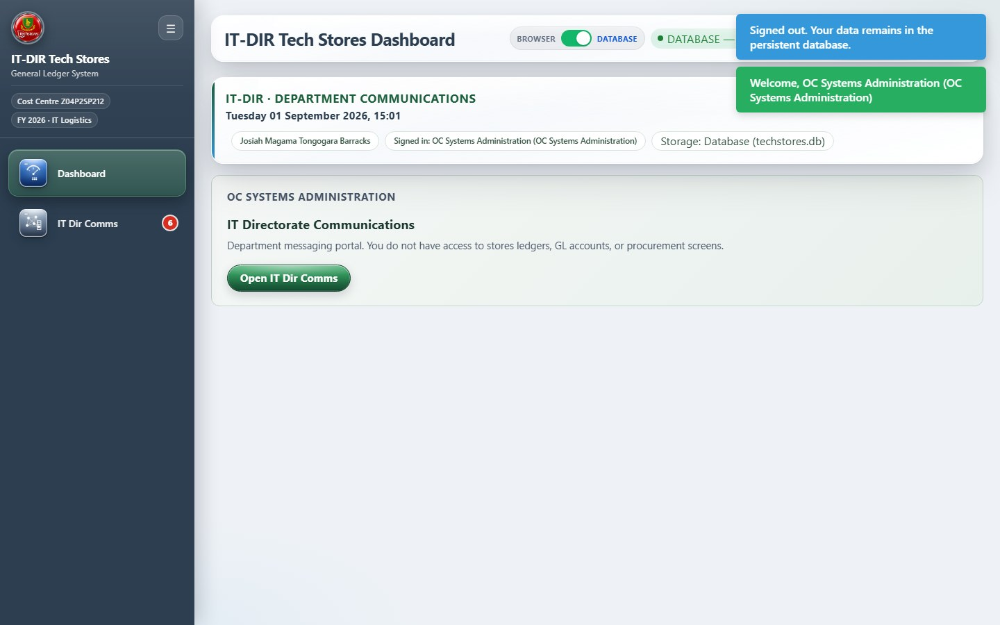 techstores
☰
IT-DIR Tech Stores
General Ledger System
Cost Centre Z04P2SP212
FY 2026 · IT Logistics
Dashboard
IT Dir Comms
6
IT-DIR Tech Stores Dashboard
BROWSER
DATABASE
DATABASE —
Signed out. Your data remains in the
persistent database.
Welcome, OC Systems Administration (OC
Systems Administration)
IT-DIR · DEPARTMENT COMMUNICATIONS
Tuesday 01 September 2026, 15:01
Josiah Magama Tongogara Barracks
Signed in: OC Systems Administration (OC Systems Administration)
Storage: Database (techstores.db)
OC SYSTEMS ADMINISTRATION
IT Directorate Communications
Department messaging portal. You do not have access to stores ledgers, GL accounts, or procurement screens.
Open IT Dir Comms